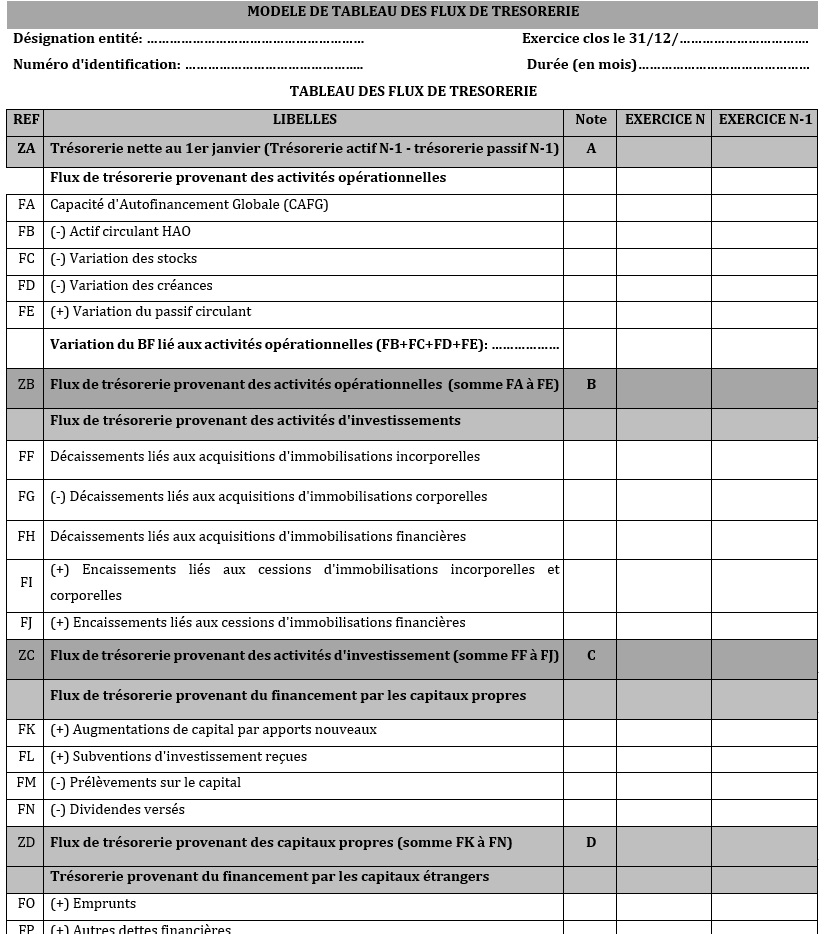 MODELE DE TABLEAU DES FLUX DE TRESORERIE
Désignation entité: ……………………………………………… Exercice clos le 31/12/…………………………….
Numéro d'identification: …………………………………….. Durée (en mois)………………………………………
TABLEAU DES FLUX DE TRESORERIE
REF LIBELLES Note EXERCICE N EXERCICE N-1
ZA Trésorerie nette au 1er janvier (Trésorerie actif N-1 - trésorerie passif N-1) A
Flux de trésorerie provenant des activités opérationnelles
FA Capacité d'Autofinancement Globale (CAFG)
FB (-) Actif circulant HAO
FC (-) Variation des stocks
FD (-) Variation des créances
FE (+) Variation du passif circulant
Variation du BF lié aux activités opérationnelles (FB+FC+FD+FE): ………………
ZB Flux de trésorerie provenant des activités opérationnelles (somme FA à FE) B
Flux de trésorerie provenant des activités d'investissements
FF Décaissements liés aux acquisitions d'immobilisations incorporelles
FG (-) Décaissements liés aux acquisitions d'immobilisations corporelles
FH Décaissements liés aux acquisitions d'immobilisations financières
FI (+) Encaissements liés aux cessions d'immobilisations incorporelles et
corporelles
FJ (+) Encaissements liés aux cessions d'immobilisations financières
ZC Flux de trésorerie provenant des activités d'investissement (somme FF à FJ) C
Flux de trésorerie provenant du financement par les capitaux propres
FK (+) Augmentations de capital par apports nouveaux
FL (+) Subventions d'investissement reçues
FM (-) Prélèvements sur le capital
FN (-) Dividendes versés
ZD Flux de trésorerie provenant des capitaux propres (somme FK à FN) D
Trésorerie provenant du financement par les capitaux étrangers
FO (+) Emprunts
FP (+) Autres dettes financières